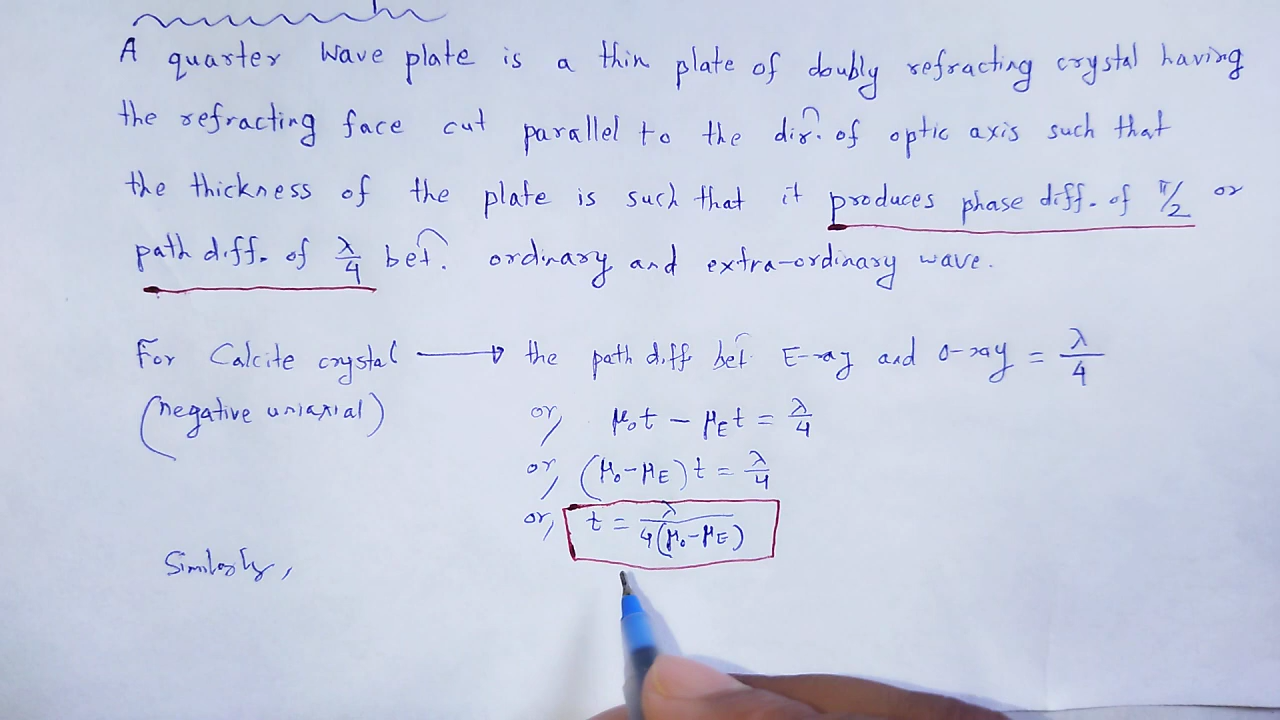 A quarter wave plate is a thin plate of doubly refracting crystal having
the refracting face cut parallel to the dir. of optic axis such that
the thickness of the plate is such that it produces phase diff. of π/2 or
path diff. of λ/4 bet. ordinary and extra-ordinary wave.
For Calcite crystal → the path diff bet. E-ray and O-ray = λ/4
(negative uniaxial)
or, μ₀t - μ_E t = λ/4
or, (μ₀ - μ_E) t = λ/4
or, t = λ/4(μ₀ - μ_E)
Similarly,